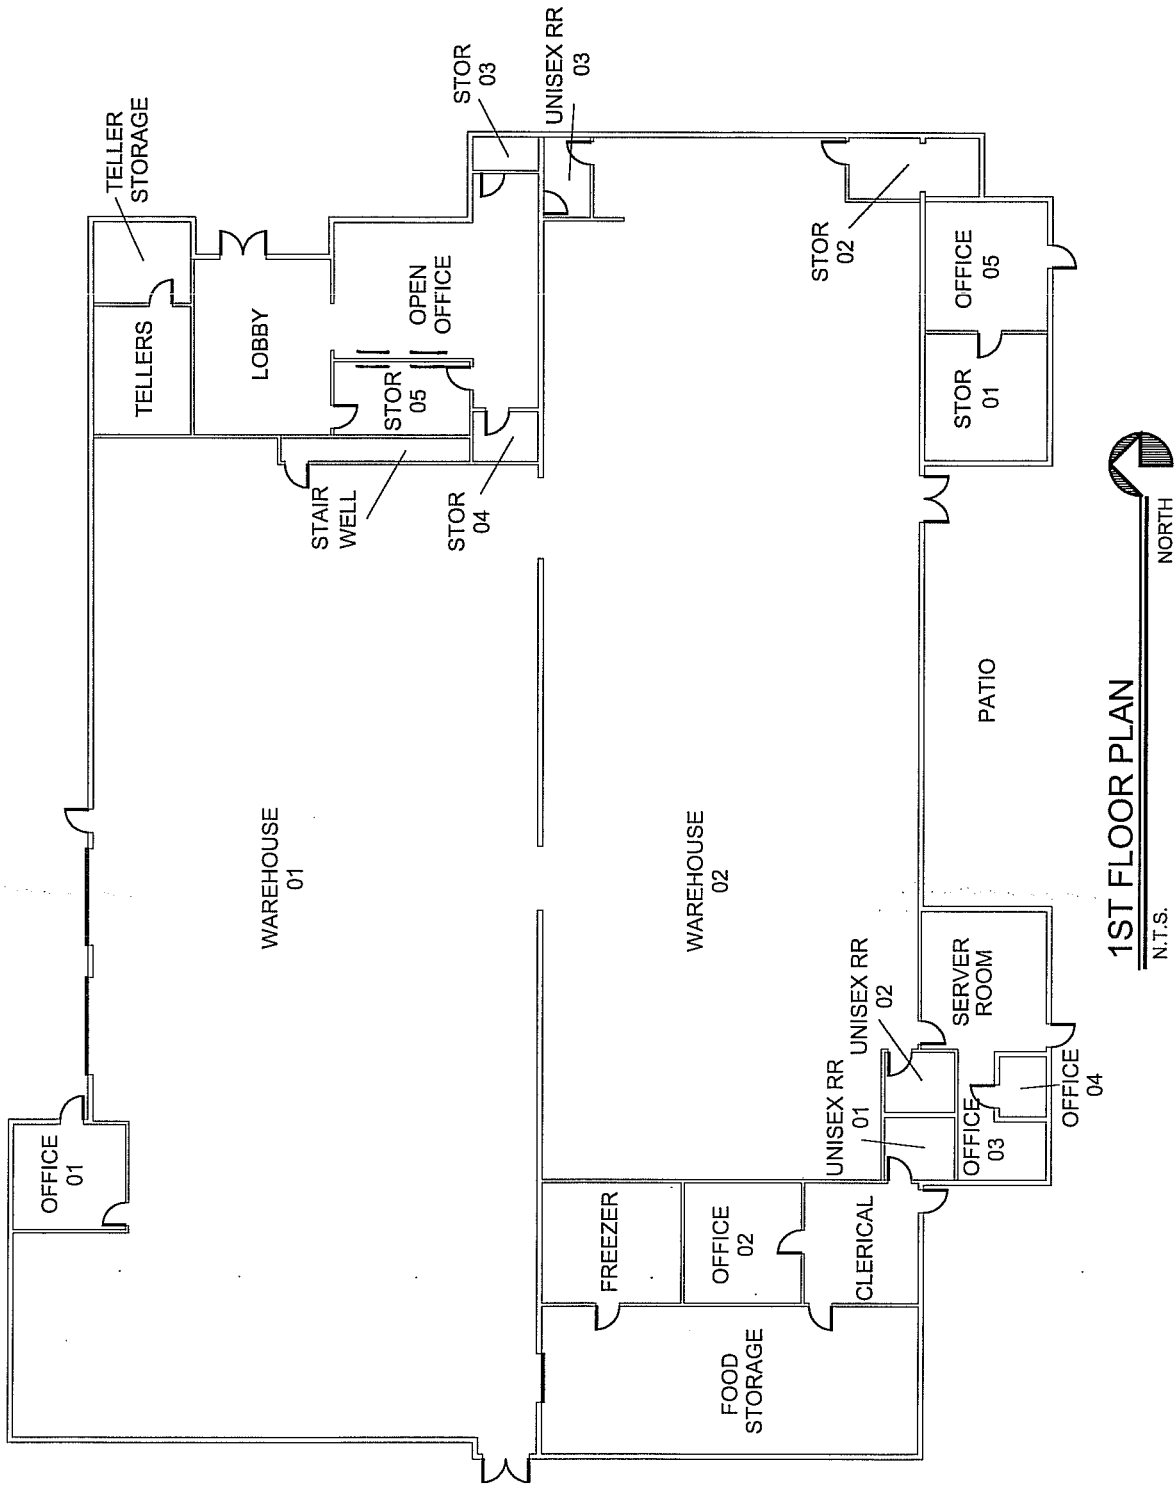 OFFICE
01
WAREHOUSE
01
TELLERS
TELLER
STORAGE
LOBBY
STAIR
WELL
STOR
05
OPEN
OFFICE
STOR
04
STOR
03
UNISEX RR
03
FREEZER
OFFICE
02
CLERICAL
FOOD
STORAGE
WAREHOUSE
02
UNISEX RR
01
UNISEX RR
02
STOR
02
OFFICE
03
OFFICE
04
SERVER
ROOM
PATIO
STOR
01
OFFICE
05
1ST FLOOR PLAN
N.T.S.
NORTH